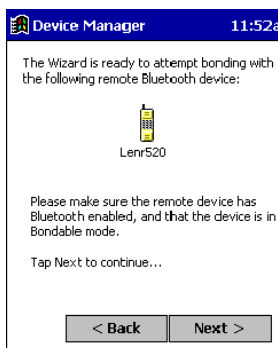 Device Manager 11:52a
The Wizard is ready to attempt bonding with
the following remote Bluetooth device:
Lenr520
Please make sure the remote device has
Bluetooth enabled, and that the device is in
Bondable mode.
Tap Next to continue...
< Back Next >